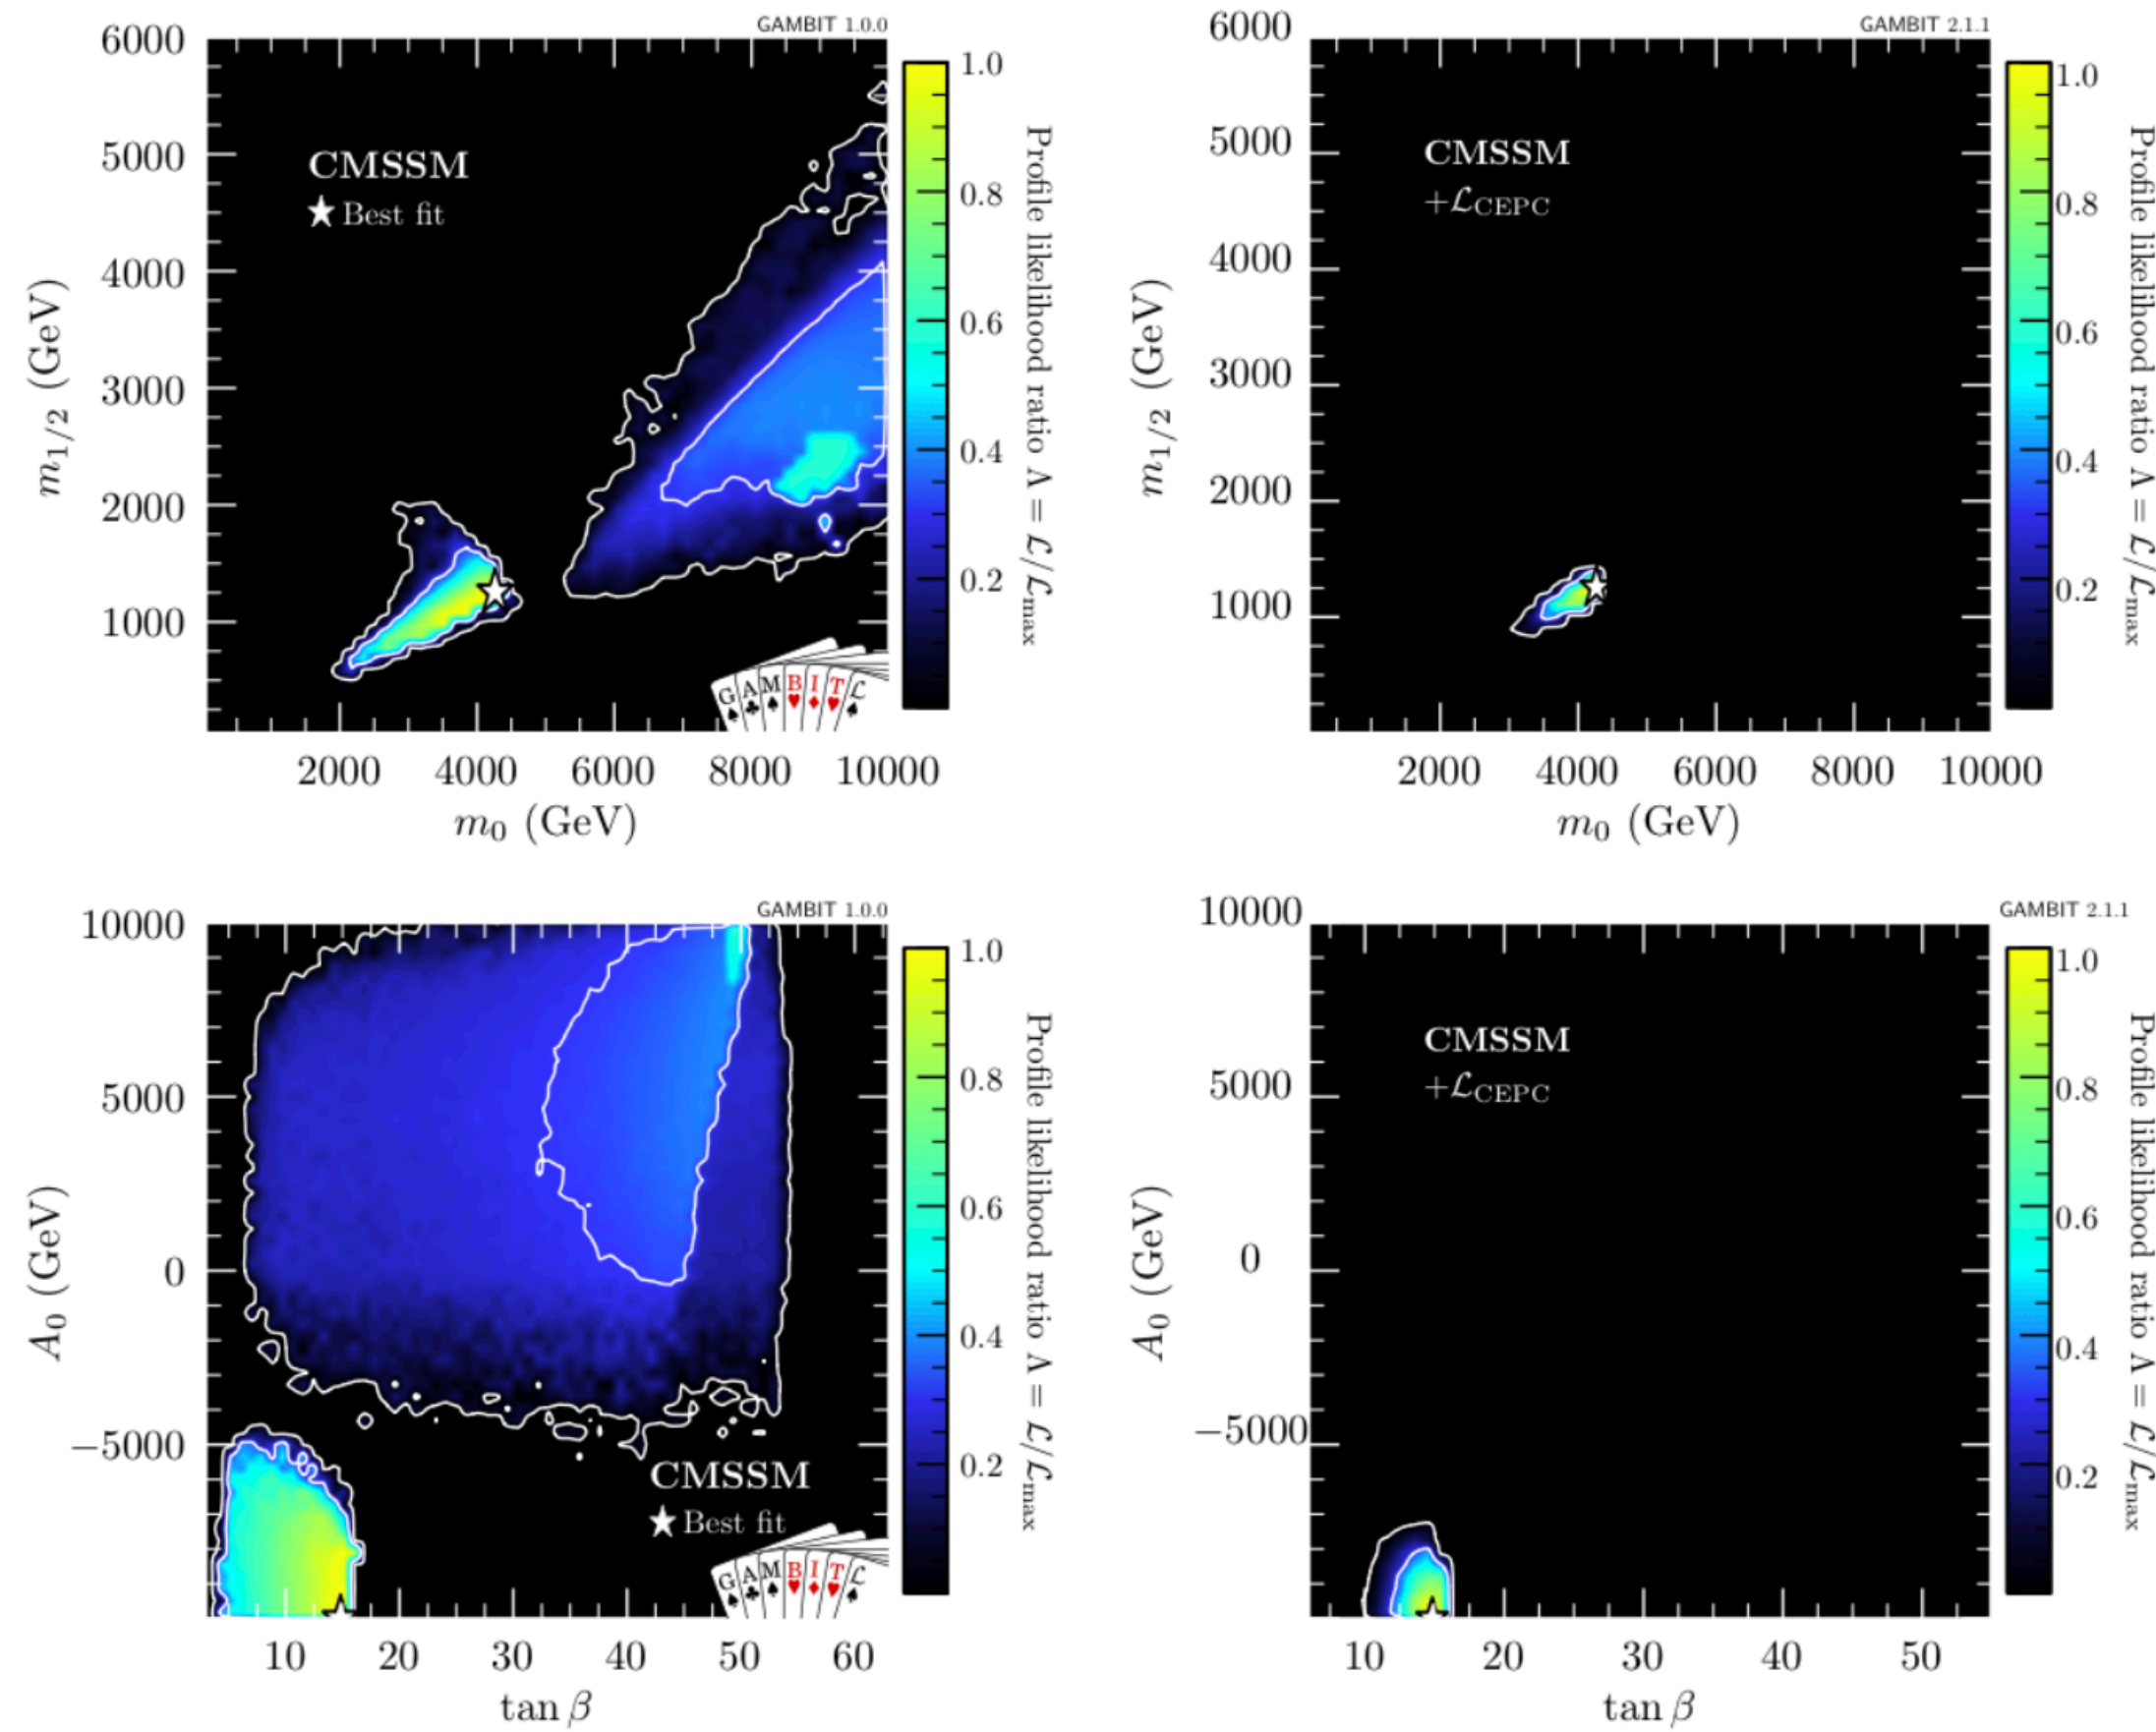 GAMBIT 1.0.0
6000
5000
4000
3000
2000
1000
m₁/₂ (GeV)
CMSSM
★ Best fit
G A M B I T ℒ
2000 4000 6000 8000 10000
m₀ (GeV)
1.0
0.8
0.6
0.4
0.2
Profile likelihood ratio Λ = ℒ/ℒmax
GAMBIT 2.1.1
6000
5000
4000
3000
2000
1000
m₁/₂ (GeV)
CMSSM
+ℒCEPC
2000 4000 6000 8000 10000
m₀ (GeV)
1.0
0.8
0.6
0.4
0.2
Profile likelihood ratio Λ = ℒ/ℒmax
GAMBIT 1.0.0
10000
5000
0
−5000
A₀ (GeV)
CMSSM
★ Best fit
G A M B I T ℒ
10 20 30 40 50 60
tan β
1.0
0.8
0.6
0.4
0.2
Profile likelihood ratio Λ = ℒ/ℒmax
GAMBIT 2.1.1
10000
5000
0
−5000
A₀ (GeV)
CMSSM
+ℒCEPC
10 20 30 40 50
tan β
1.0
0.8
0.6
0.4
0.2
Profile likelihood ratio Λ = ℒ/ℒmax